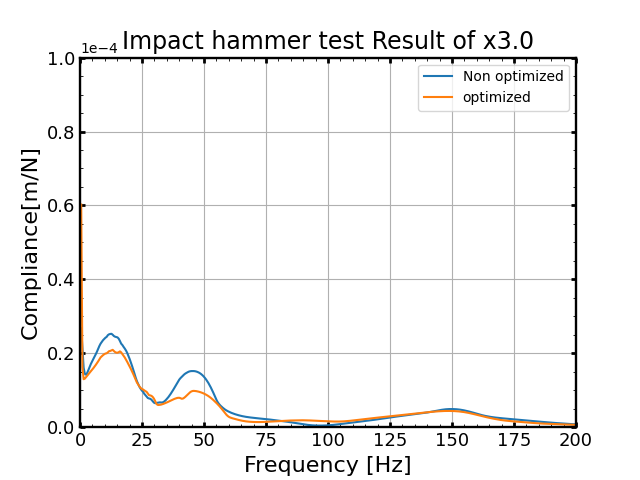 Impact hammer test Result of x3.0
1e−4
Non optimized
optimized
1.0
0.8
0.6
0.4
0.2
0.0
Compliance[m/N]
0 25 50 75 100 125 150 175 200
Frequency [Hz]